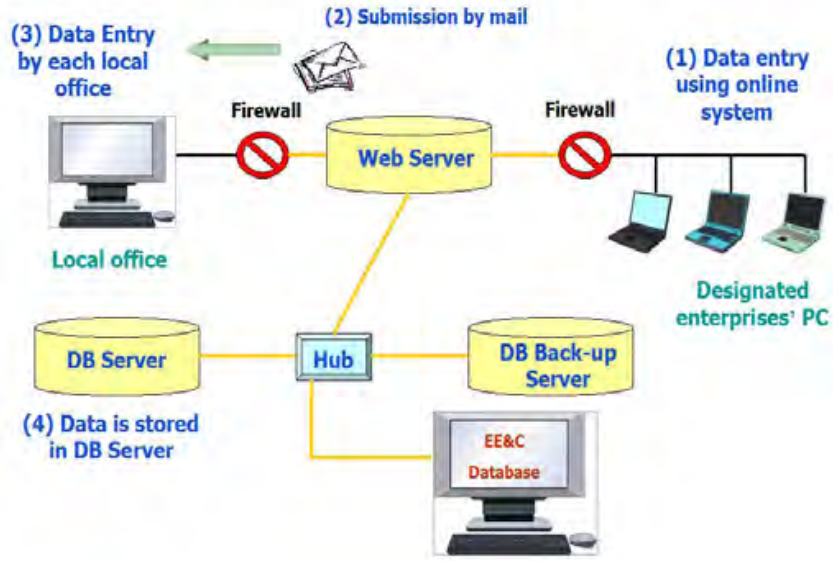 (2) Submission by mail
(3) Data Entry
by each local
office
(1) Data entry
using online
system
Firewall
Firewall
Web Server
Local office
Designated
enterprises' PC
DB Server
Hub
DB Back-up
Server
(4) Data is stored
in DB Server
EE&C
Database